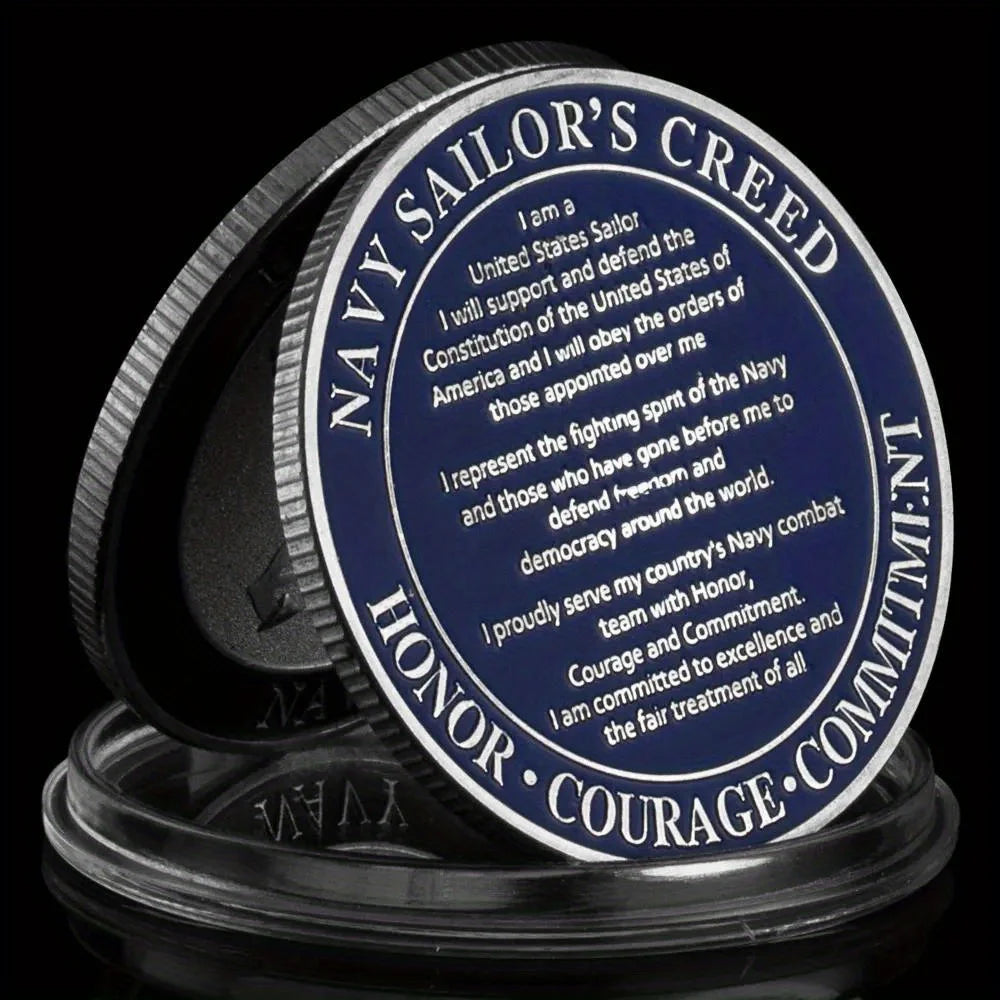 NAVY SAILOR'S CREED
I am a
United States Sailor
I will support and defend the
Constitution of the United States of
America and I will obey the orders of
those appointed over me
I represent the fighting spirit of the Navy
and those who have gone before me to
defend freedom and
democracy around the world.
I proudly serve my country's Navy combat
team with Honor,
Courage and Commitment.
I am committed to excellence and
the fair treatment of all
HONOR • COURAGE • COMMITMENT